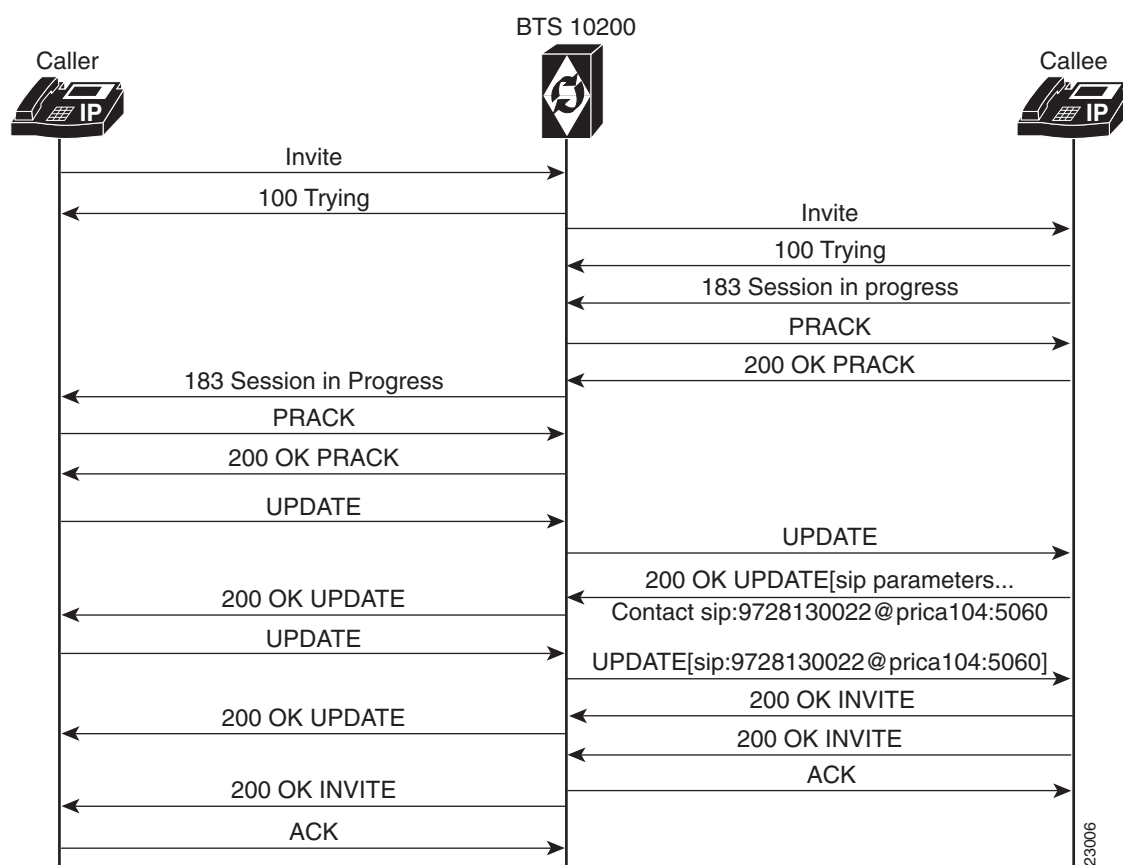 BTS 10200
Caller
Callee
IP
IP
Invite
100 Trying
Invite
100 Trying
183 Session in progress
PRACK
200 OK PRACK
183 Session in Progress
PRACK
200 OK PRACK
UPDATE
UPDATE
200 OK UPDATE[sip parameters...
Contact sip:9728130022@prica104:5060
200 OK UPDATE
UPDATE
UPDATE[sip:9728130022@prica104:5060]
200 OK INVITE
200 OK UPDATE
200 OK INVITE
ACK
200 OK INVITE
ACK
23006